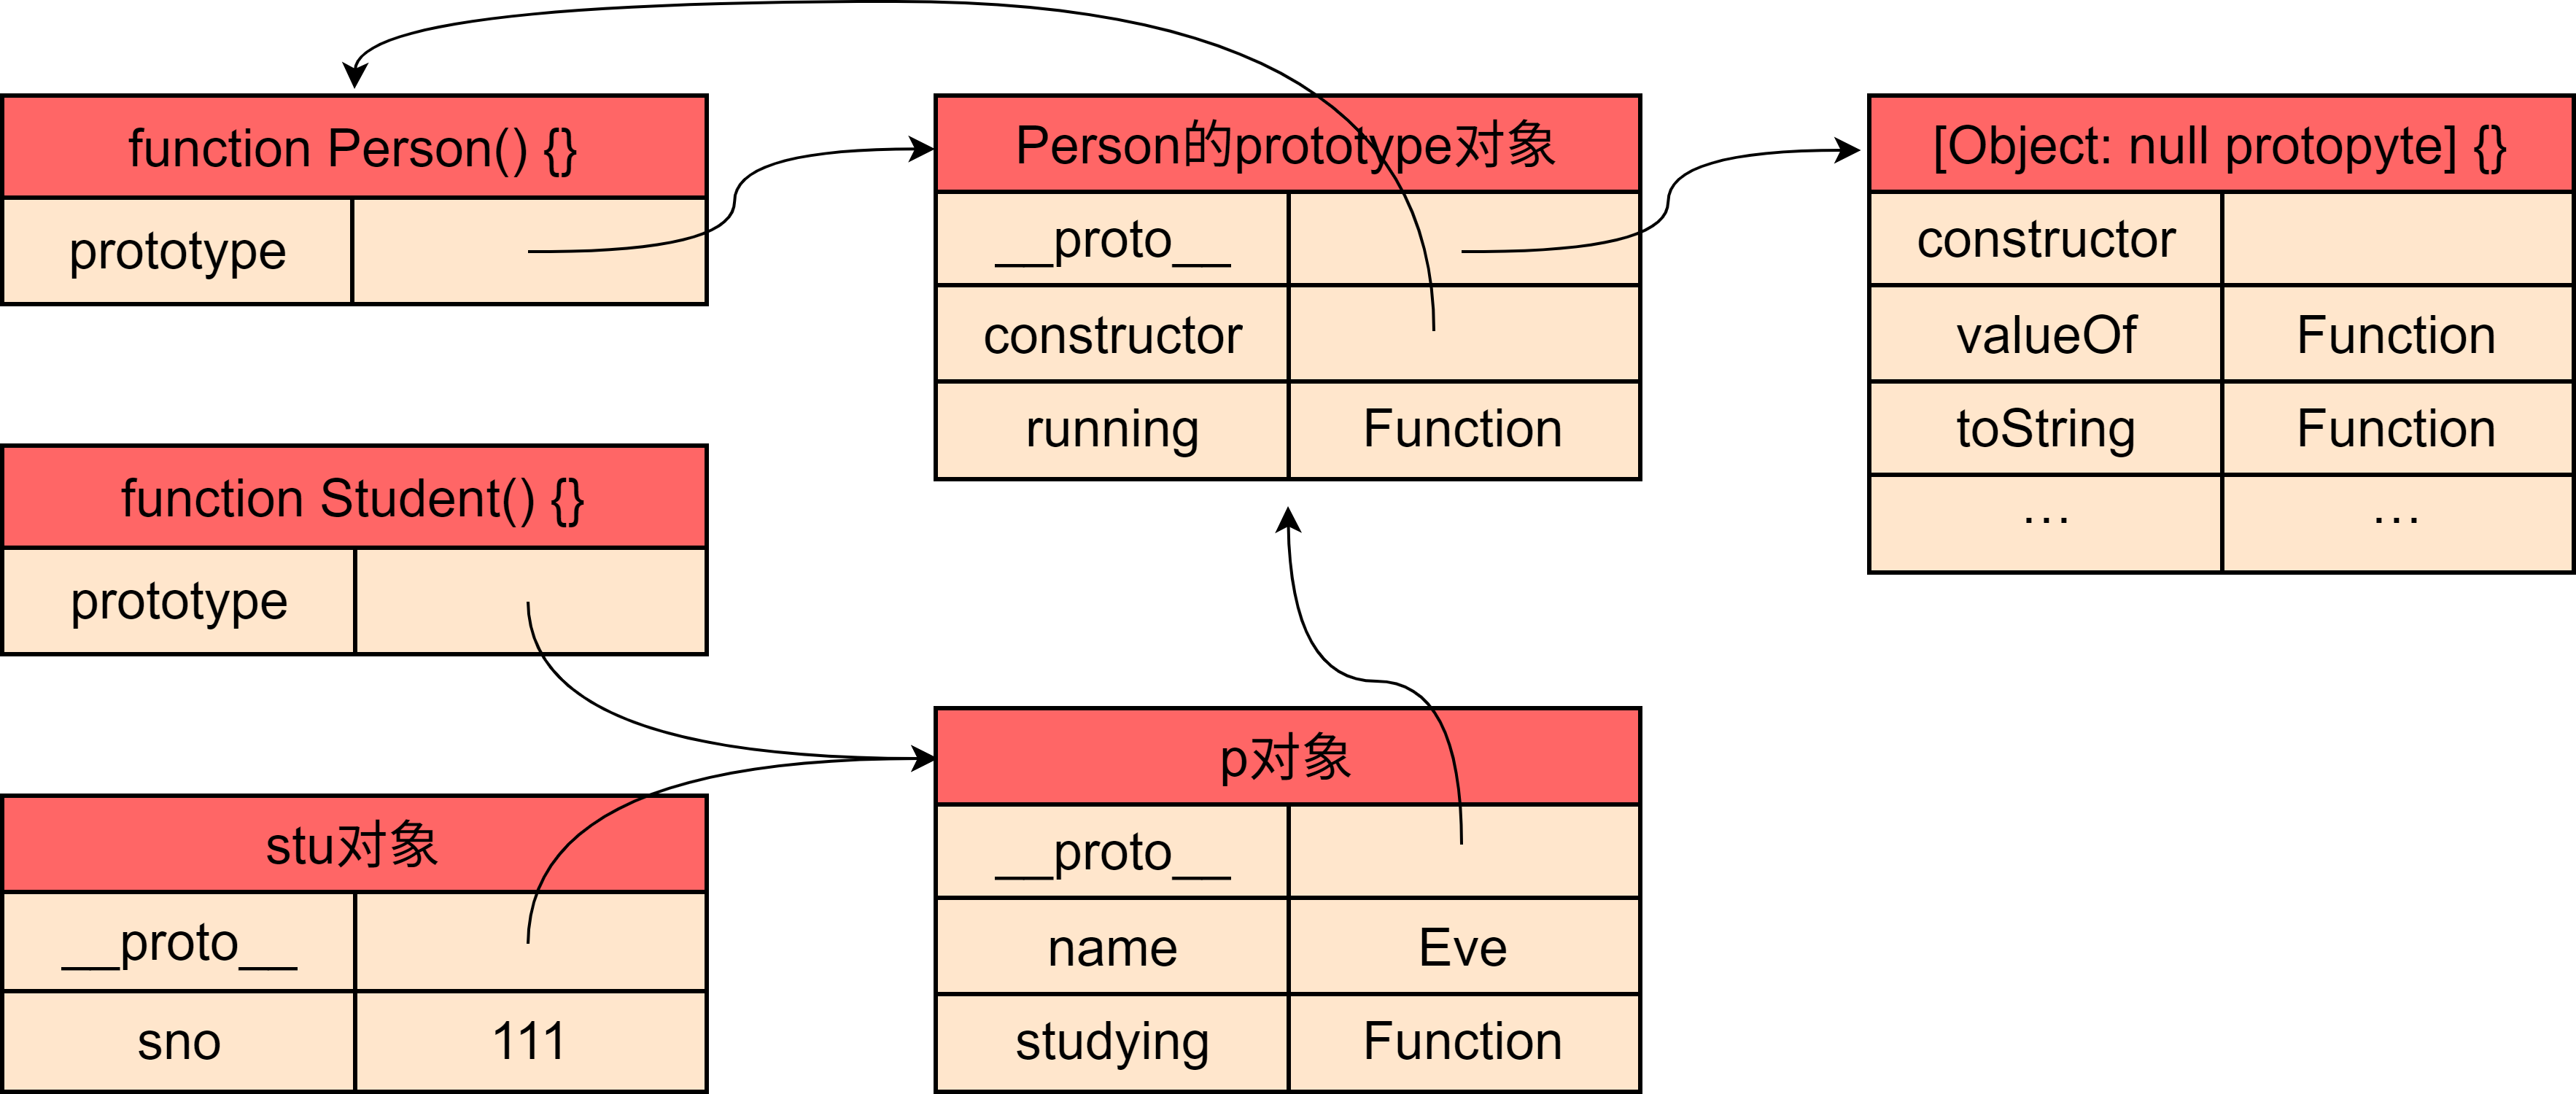 function Person() {}
prototype
Person的prototype对象
__proto__
constructor
running Function
[Object: null protopyte] {}
constructor
valueOf Function
toString Function
… …
function Student() {}
prototype
stu对象
__proto__
sno 111
p对象
__proto__
name Eve
studying Function